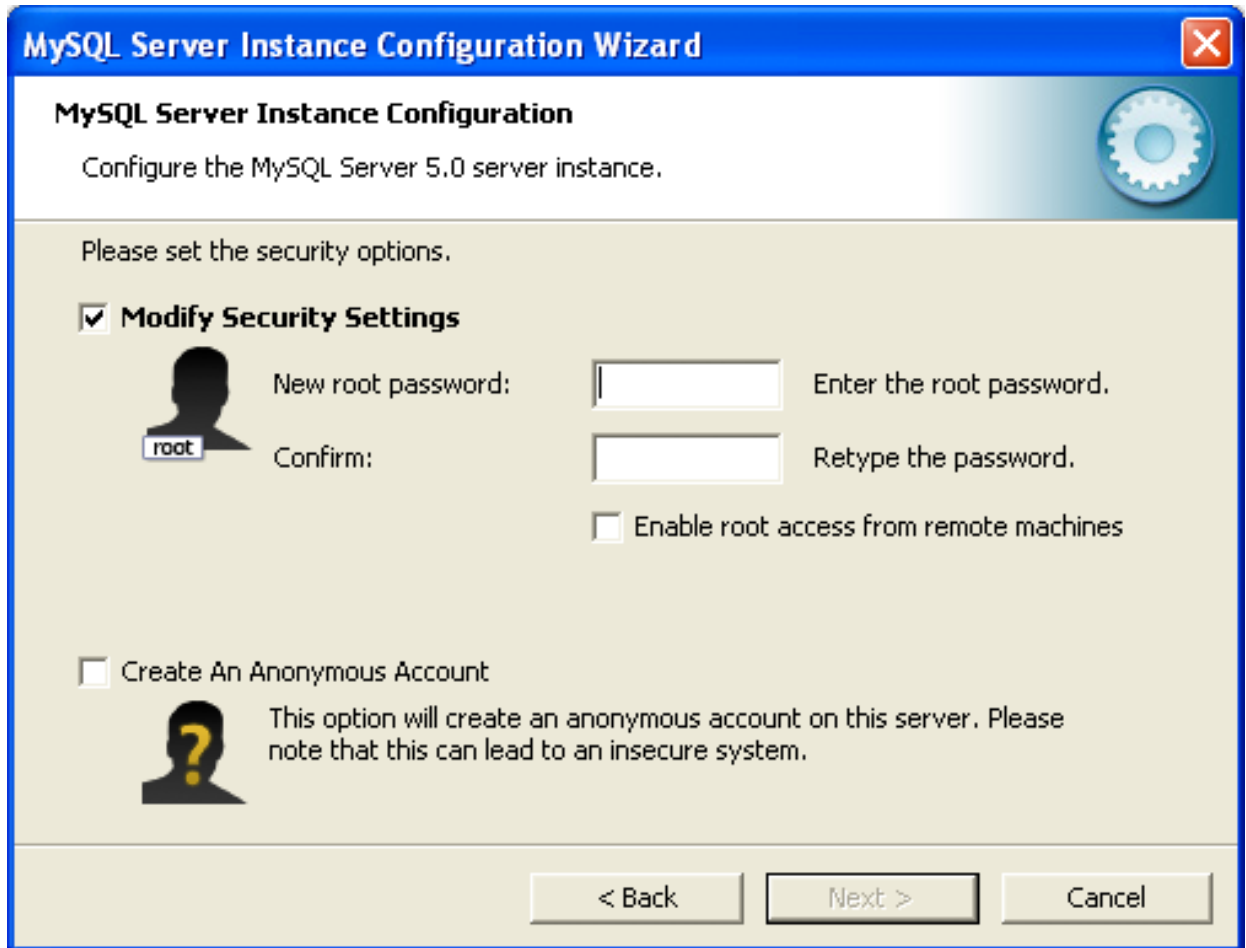 MySQL Server Instance Configuration Wizard
MySQL Server Instance Configuration
Configure the MySQL Server 5.0 server instance.
Please set the security options.
Modify Security Settings
root
New root password:
Enter the root password.
Confirm:
Retype the password.
Enable root access from remote machines
Create An Anonymous Account
?
This option will create an anonymous account on this server. Please
note that this can lead to an insecure system.
< Back
Next >
Cancel